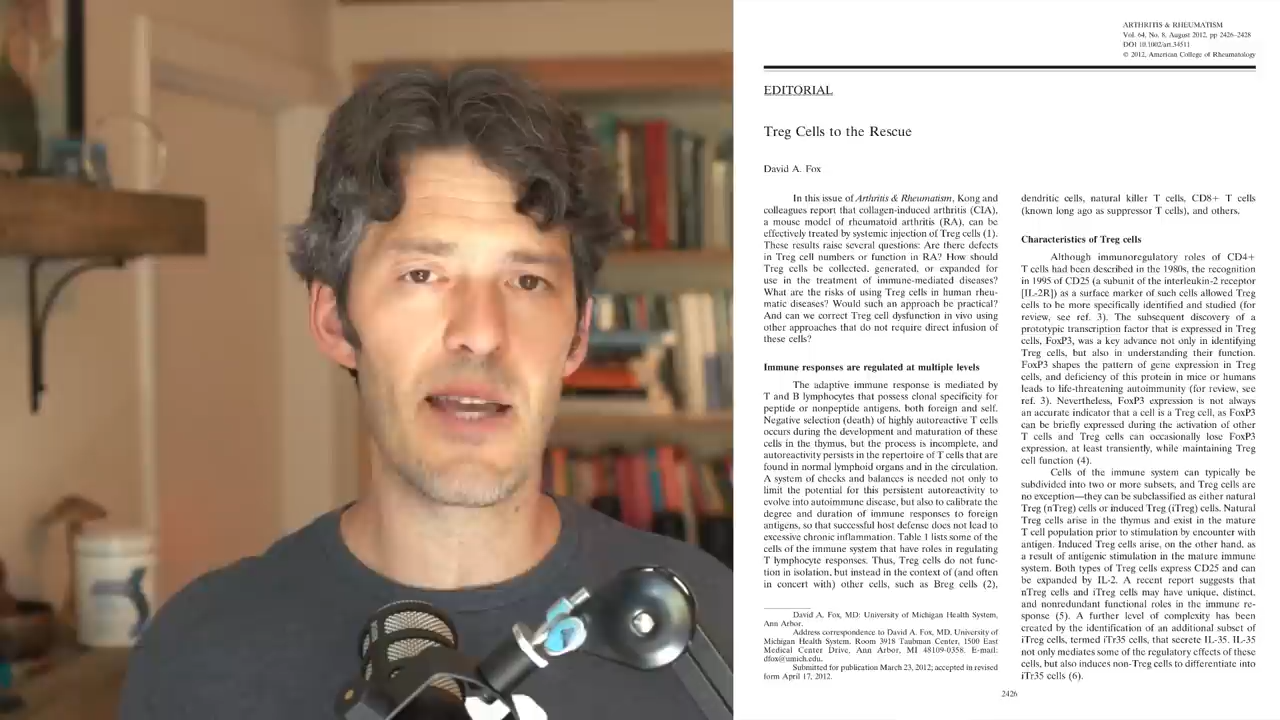 ARTHRITIS & RHEUMATISM
Vol. 64, No. 8, August 2012, pp 2426–2428
DOI 10.1002/art.34511
© 2012, American College of Rheumatology
EDITORIAL
Treg Cells to the Rescue
David A. Fox
In this issue of Arthritis & Rheumatism, Kong and
colleagues report that collagen-induced arthritis (CIA),
a mouse model of rheumatoid arthritis (RA), can be
effectively treated by systemic injection of Treg cells (1).
These results raise several questions: Are there defects
in Treg cell numbers or function in RA? How should
Treg cells be collected, generated, or expanded for
use in the treatment of immune-mediated diseases?
What are the risks of using Treg cells in human rheu-
matic diseases? Would such an approach be practical?
And can we correct Treg cell dysfunction in vivo using
other approaches that do not require direct infusion of
these cells?
Immune responses are regulated at multiple levels
The adaptive immune response is mediated by
T and B lymphocytes that possess clonal specificity for
peptide or nonpeptide antigens, both foreign and self.
Negative selection (death) of highly autoreactive T cells
occurs during the development and maturation of these
cells in the thymus, but the process is incomplete, and
autoreactivity persists in the repertoire of T cells that are
found in normal lymphoid organs and in the circulation.
A system of checks and balances is needed not only to
limit the potential for this persistent autoreactivity to
evolve into autoimmune disease, but also to calibrate the
degree and duration of immune responses to foreign
antigens, so that successful host defense does not lead to
excessive chronic inflammation. Table 1 lists some of the
cells of the immune system that have roles in regulating
T lymphocyte responses. Thus, Treg cells do not func-
tion in isolation, but instead in the context of (and often
in concert with) other cells, such as Breg cells (2),
David A. Fox, MD: University of Michigan Health System,
Ann Arbor.
Address correspondence to David A. Fox, MD, University of
Michigan Health System, Room 3918 Taubman Center, 1500 East
Medical Center Drive, Ann Arbor, MI 48109-0358. E-mail:
dfox@umich.edu.
Submitted for publication March 23, 2012; accepted in revised
form April 17, 2012.
dendritic cells, natural killer T cells, CD8+ T cells
(known long ago as suppressor T cells), and others.
Characteristics of Treg cells
Although immunoregulatory roles of CD4+
T cells had been described in the 1980s, the recognition
in 1995 of CD25 (a subunit of the interleukin-2 receptor
[IL-2R]) as a surface marker of such cells allowed Treg
cells to be more specifically identified and studied (for
review, see ref. 3). The subsequent discovery of a
prototypic transcription factor that is expressed in Treg
cells, FoxP3, was a key advance not only in identifying
Treg cells, but also in understanding their function.
FoxP3 shapes the pattern of gene expression in Treg
cells, and deficiency of this protein in mice or humans
leads to life-threatening autoimmunity (for review, see
ref. 3). Nevertheless, FoxP3 expression is not always
an accurate indicator that a cell is a Treg cell, as FoxP3
can be briefly expressed during the activation of other
T cells and Treg cells can occasionally lose FoxP3
expression, at least transiently, while maintaining Treg
cell function (4).
Cells of the immune system can typically be
subdivided into two or more subsets, and Treg cells are
no exception—they can be subclassified as either natural
Treg (nTreg) cells or induced Treg (iTreg) cells. Natural
Treg cells arise in the thymus and exist in the mature
T cell population prior to stimulation by encounter with
antigen. Induced Treg cells arise, on the other hand, as
a result of antigenic stimulation in the mature immune
system. Both types of Treg cells express CD25 and can
be expanded by IL-2. A recent report suggests that
nTreg cells and iTreg cells may have unique, distinct,
and nonredundant functional roles in the immune re-
sponse (5). A further level of complexity has been
created by the identification of an additional subset of
iTreg cells, termed iTr35 cells, that secrete IL-35. IL-35
not only mediates some of the regulatory effects of these
cells, but also induces non-Treg cells to differentiate into
iTr35 cells (6).
2426